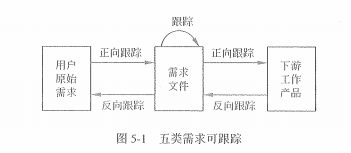 跟踪
正向跟踪
正向跟踪
用户
原始
需求
需求
文件
下游
工作
产品
反向跟踪
反向跟踪
图 5-1 五类需求可跟踪